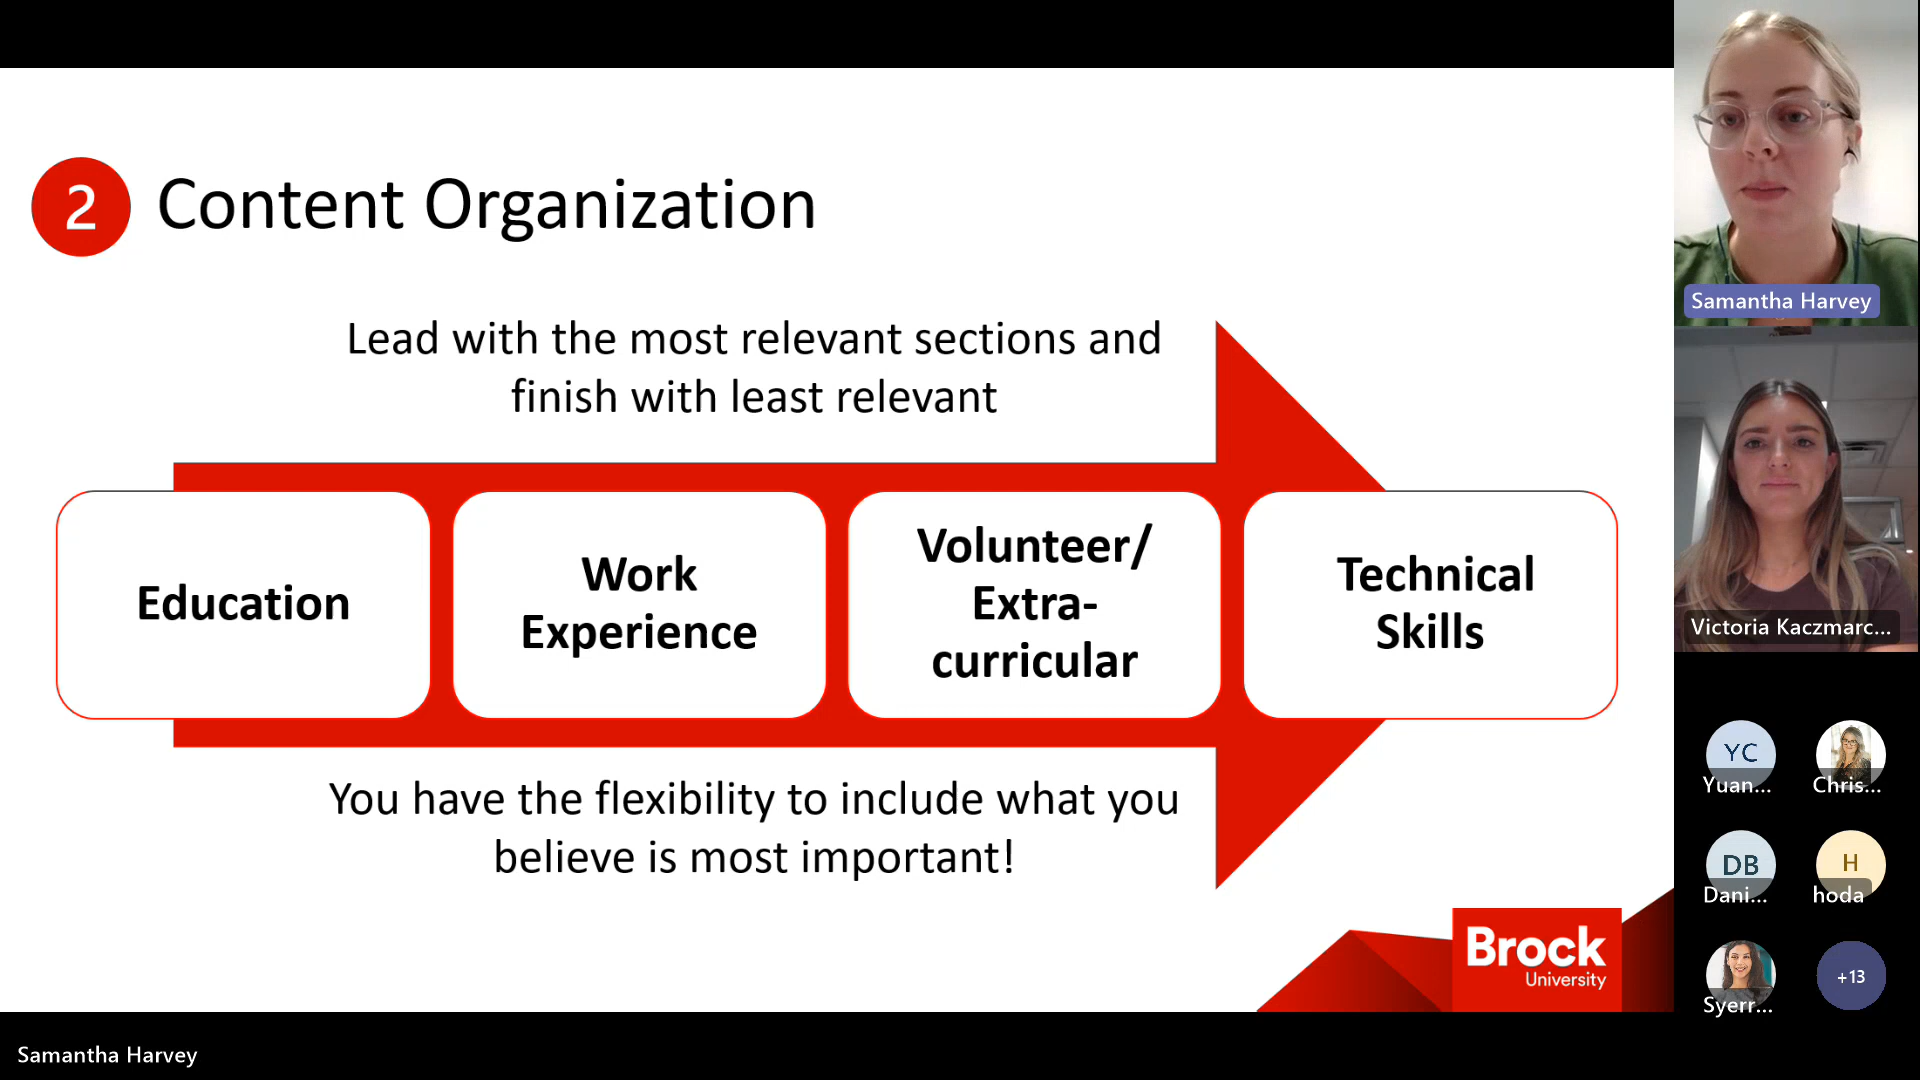 2 Content Organization
Lead with the most relevant sections and
finish with least relevant
Education
Work
Experience
Volunteer/
Extra-
curricular
Technical
Skills
You have the flexibility to include what you
believe is most important!
Brock
University
Samantha Harvey
Samantha Harvey
Victoria Kaczmarc...
YC
Yuan...
Chris...
DB
Dani...
H
hoda
Syerr...
+13